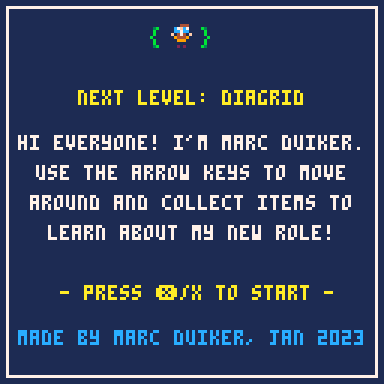 { }
NEXT LEVEL: DIAGRID
HI EVERYONE! I'M MARC DUIKER.
USE THE ARROW KEYS TO MOVE
AROUND AND COLLECT ITEMS TO
LEARN ABOUT MY NEW ROLE!
- PRESS ❎/X TO START -
MADE BY MARC DUIKER, JAN 2023